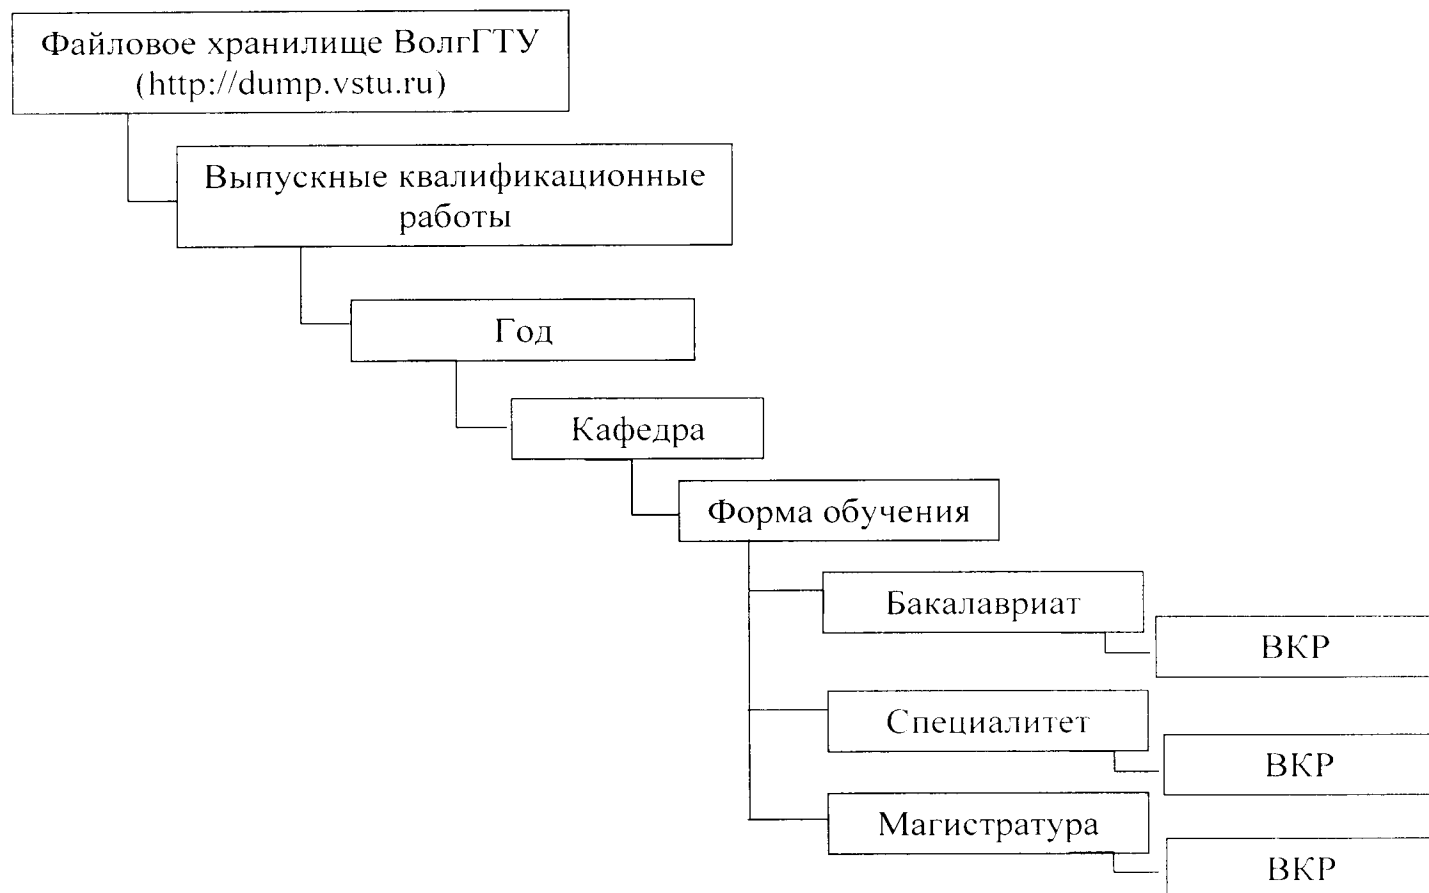 Файловое хранилище ВолгГТУ
(http://dump.vstu.ru)
Выпускные квалификационные
работы
Год
Кафедра
Форма обучения
Бакалавриат
ВКР
Специалитет
ВКР
Магистратура
ВКР